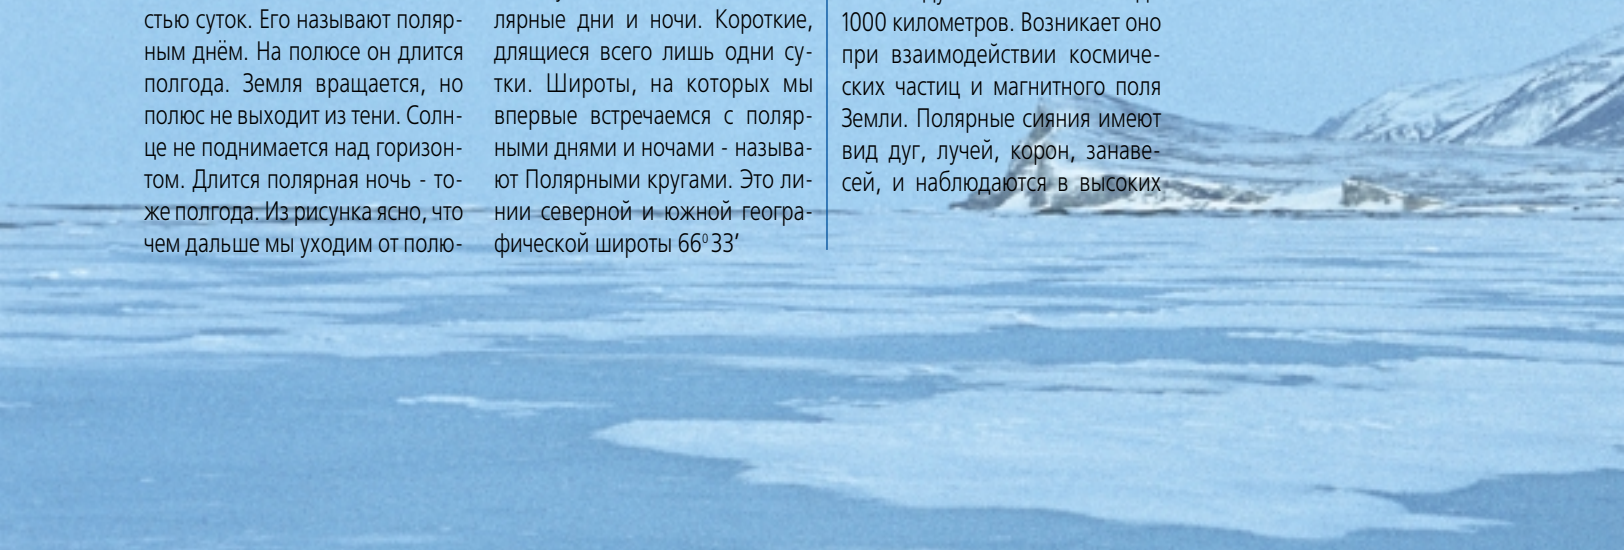 стью суток. Его называют поляр-
ным днём. На полюсе он длится
полгода. Земля вращается, но
полюс не выходит из тени. Солн-
це не поднимается над горизон-
том. Длится полярная ночь - то-
же полгода. Из рисунка ясно, что
чем дальше мы уходим от полю-
лярные дни и ночи. Короткие,
длящиеся всего лишь одни су-
тки. Широты, на которых мы
впервые встречаемся с поляр-
ными днями и ночами - называ-
ют Полярными кругами. Это ли-
нии северной и южной геогра-
фической широты 66⁰33’
1000 километров. Возникает оно
при взаимодействии космиче-
ских частиц и магнитного поля
Земли. Полярные сияния имеют
вид дуг, лучей, корон, занаве-
сей, и наблюдаются в высоких